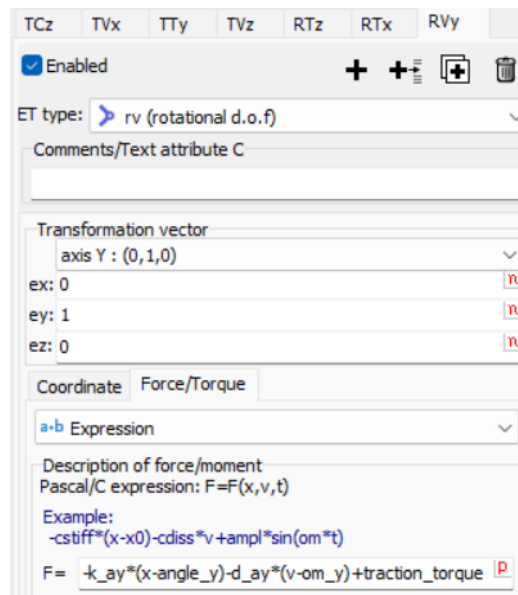 TCz TVx TTy TVz RTz RTx RVy
Enabled
ET type: rv (rotational d.o.f)
Comments/Text attribute C
Transformation vector
axis Y : (0,1,0)
ex: 0
ey: 1
ez: 0
Coordinate Force/Torque
a+b Expression
Description of force/moment
Pascal/C expression: F=F(x,v,t)
Example:
-cstiff*(x-x0)-cdiss*v+ampl*sin(om*t)
F= -k_ay*(x-angle_y)-d_ay*(v-om_y)+traction_torque P